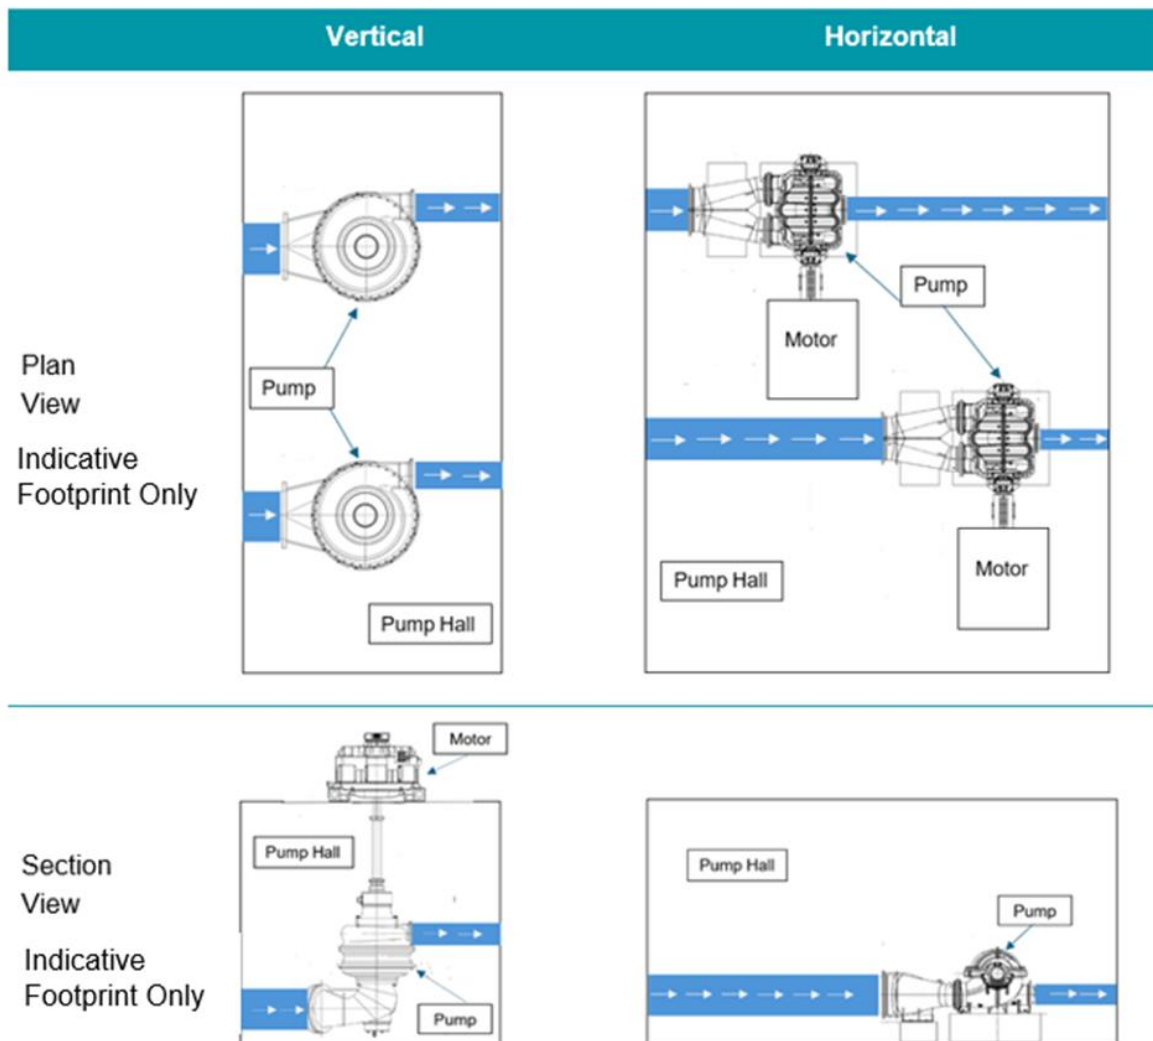 Vertical
Horizontal
Plan
View
Indicative
Footprint Only
Pump
Pump Hall
Motor
Pump
Motor
Pump Hall
Section
View
Indicative
Footprint Only
Motor
Pump Hall
Pump
Pump Hall
Pump